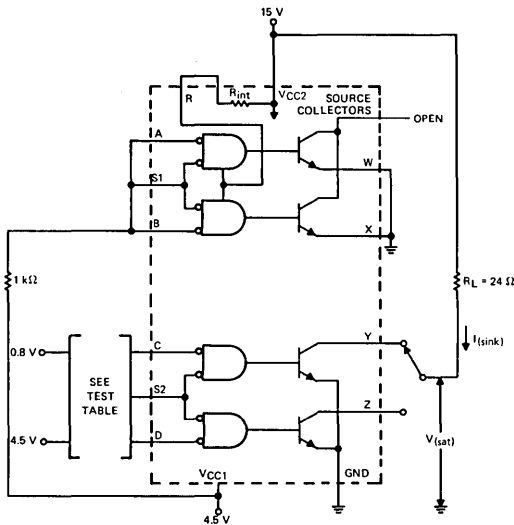 15 V
R
Rint
VCC2
SOURCE
COLLECTORS
OPEN
A
W
S1
B
X
1 kΩ
RL = 24 Ω
I(sink)
0.8 V
C
Y
SEE
TEST
TABLE
S2
4.5 V
D
Z
V(sat)
VCC1
GND
4.5 V